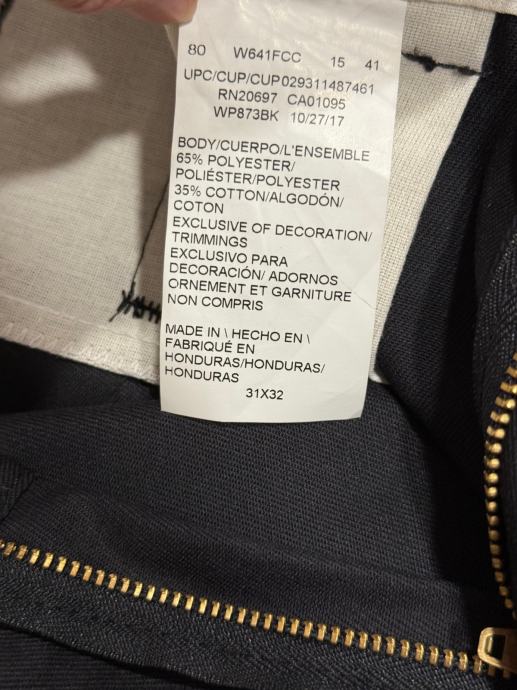 80 W641FCC 15 41
UPC/CUP/CUP029311487461
RN20697 CA01095
WP873BK 10/27/17
BODY/CUERPO/L'ENSEMBLE
65% POLYESTER/
POLIÉSTER/POLYESTER
35% COTTON/ALGODÓN/
COTON
EXCLUSIVE OF DECORATION/
TRIMMINGS
EXCLUSIVO PARA
DECORACIÓN/ ADORNOS
ORNEMENT ET GARNITURE
NON COMPRIS
MADE IN \ HECHO EN \
FABRIQUÉ EN
HONDURAS/HONDURAS/
HONDURAS
31X32